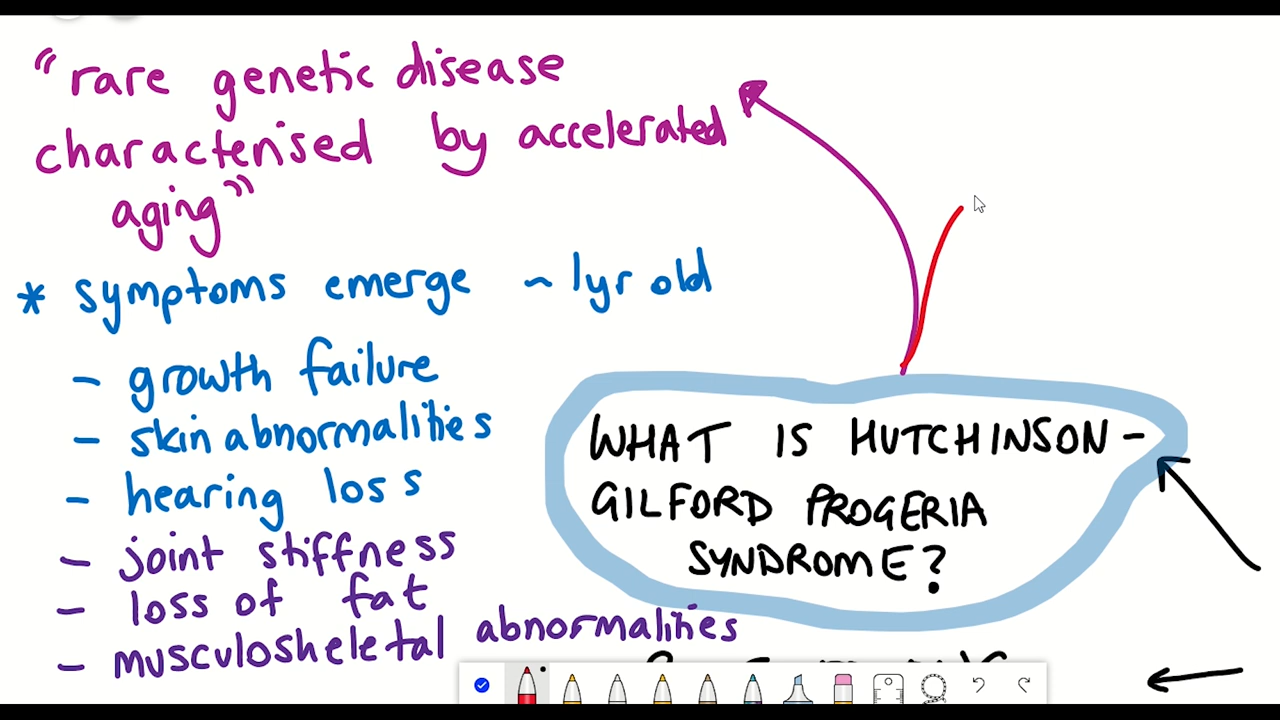 "rare genetic disease
characterised by accelerated
aging"
* symptoms emerge ~ 1yr old
- growth failure
- skin abnormalities
- hearing loss
- joint stiffness
- loss of fat
- musculoskeletal abnormalities
WHAT IS HUTCHINSON-
GILFORD PROGERIA
SYNDROME?